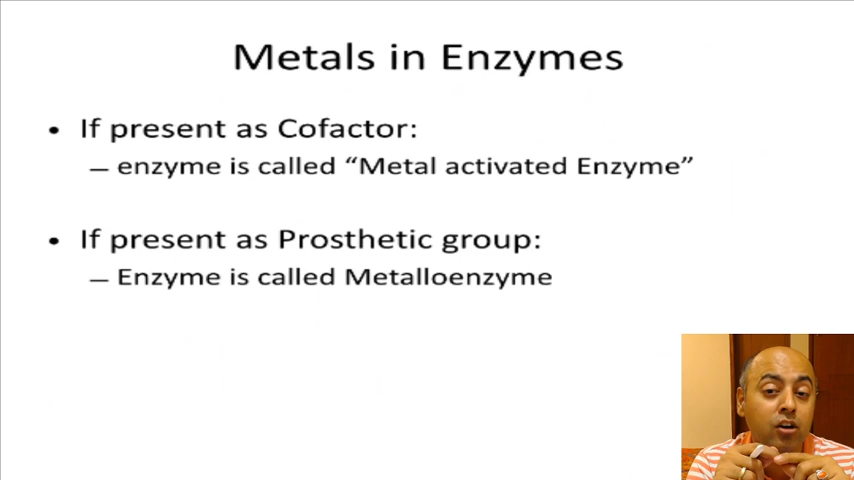 Metals in Enzymes
• If present as Cofactor:
– enzyme is called “Metal activated Enzyme”
• If present as Prosthetic group:
– Enzyme is called Metalloenzyme